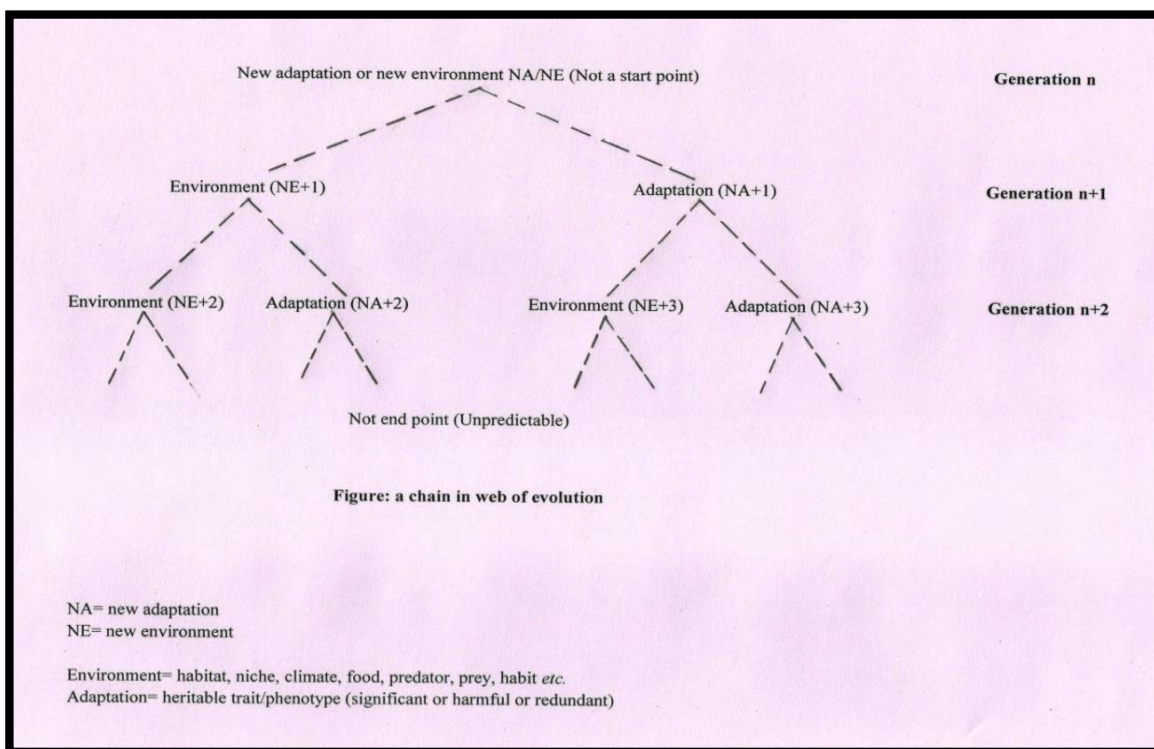 New adaptation or new environment NA/NE (Not a start point) Generation n
Environment (NE+1) Adaptation (NA+1) Generation n+1
Environment (NE+2) Adaptation (NA+2) Environment (NE+3) Adaptation (NA+3) Generation n+2
Not end point (Unpredictable)
Figure: a chain in web of evolution
NA= new adaptation
NE= new environment
Environment= habitat, niche, climate, food, predator, prey, habit etc.
Adaptation= heritable trait/phenotype (significant or harmful or redundant)